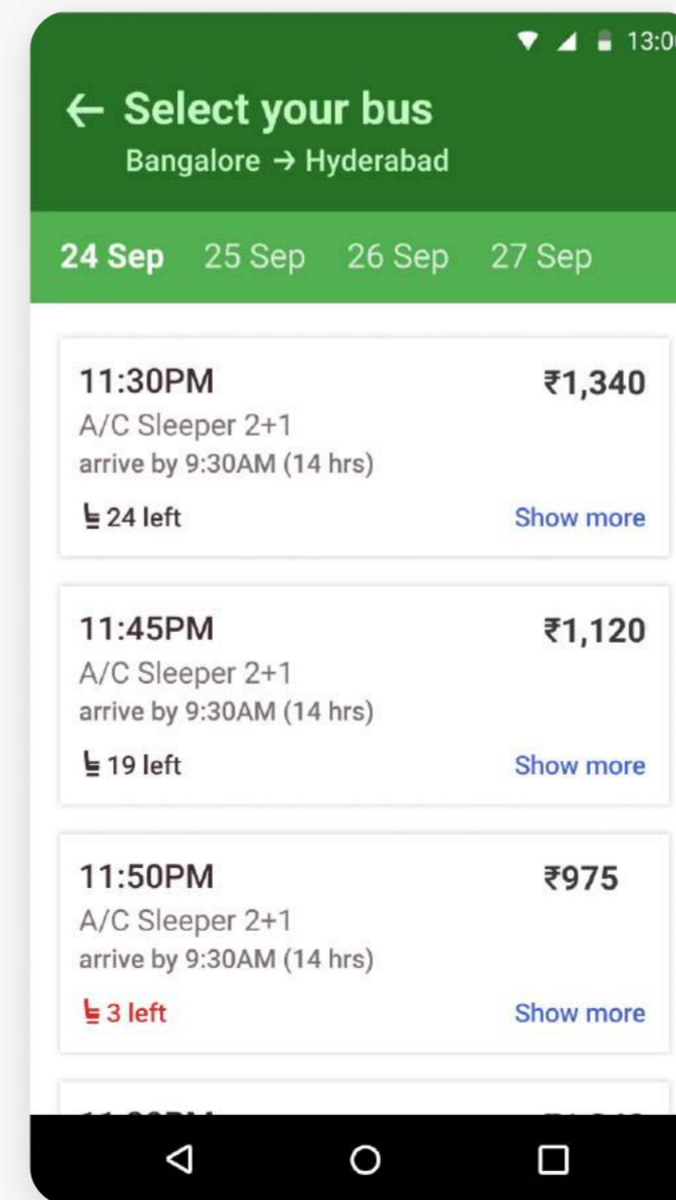 13:0
Select your bus
Bangalore → Hyderabad
24 Sep 25 Sep 26 Sep 27 Sep
11:30PM ₹1,340
A/C Sleeper 2+1
arrive by 9:30AM (14 hrs)
24 left Show more
11:45PM ₹1,120
A/C Sleeper 2+1
arrive by 9:30AM (14 hrs)
19 left Show more
11:50PM ₹975
A/C Sleeper 2+1
arrive by 9:30AM (14 hrs)
3 left Show more